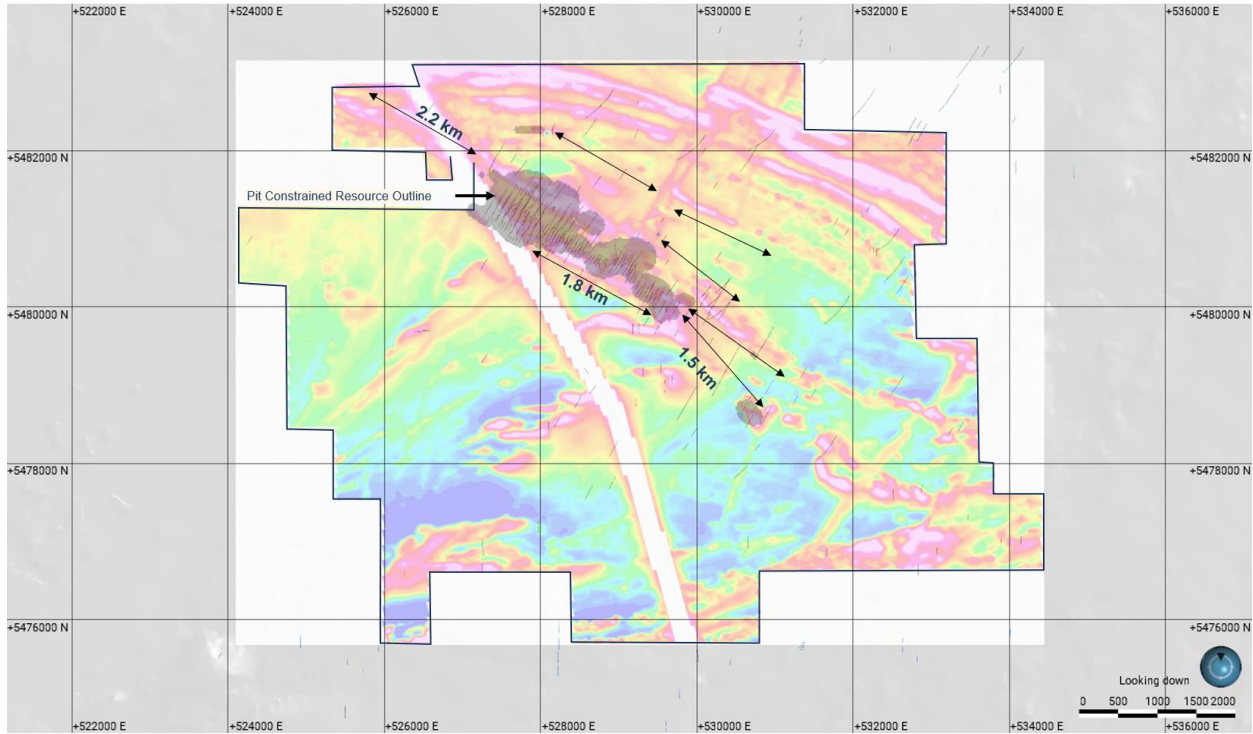 +522000 E
+524000 E
+526000 E
+528000 E
+530000 E
+532000 E
+534000 E
+536000 E
2.2 km
+5482000 N
+5482000 N
Pit Constrained Resource Outline
1.8 km
+5480000 N
+5480000 N
1.5 km
+5478000 N
+5478000 N
+5476000 N
+5476000 N
Looking down
0 500 1000 1500 2000
+522000 E
+524000 E
+526000 E
+528000 E
+530000 E
+532000 E
+534000 E
+536000 E